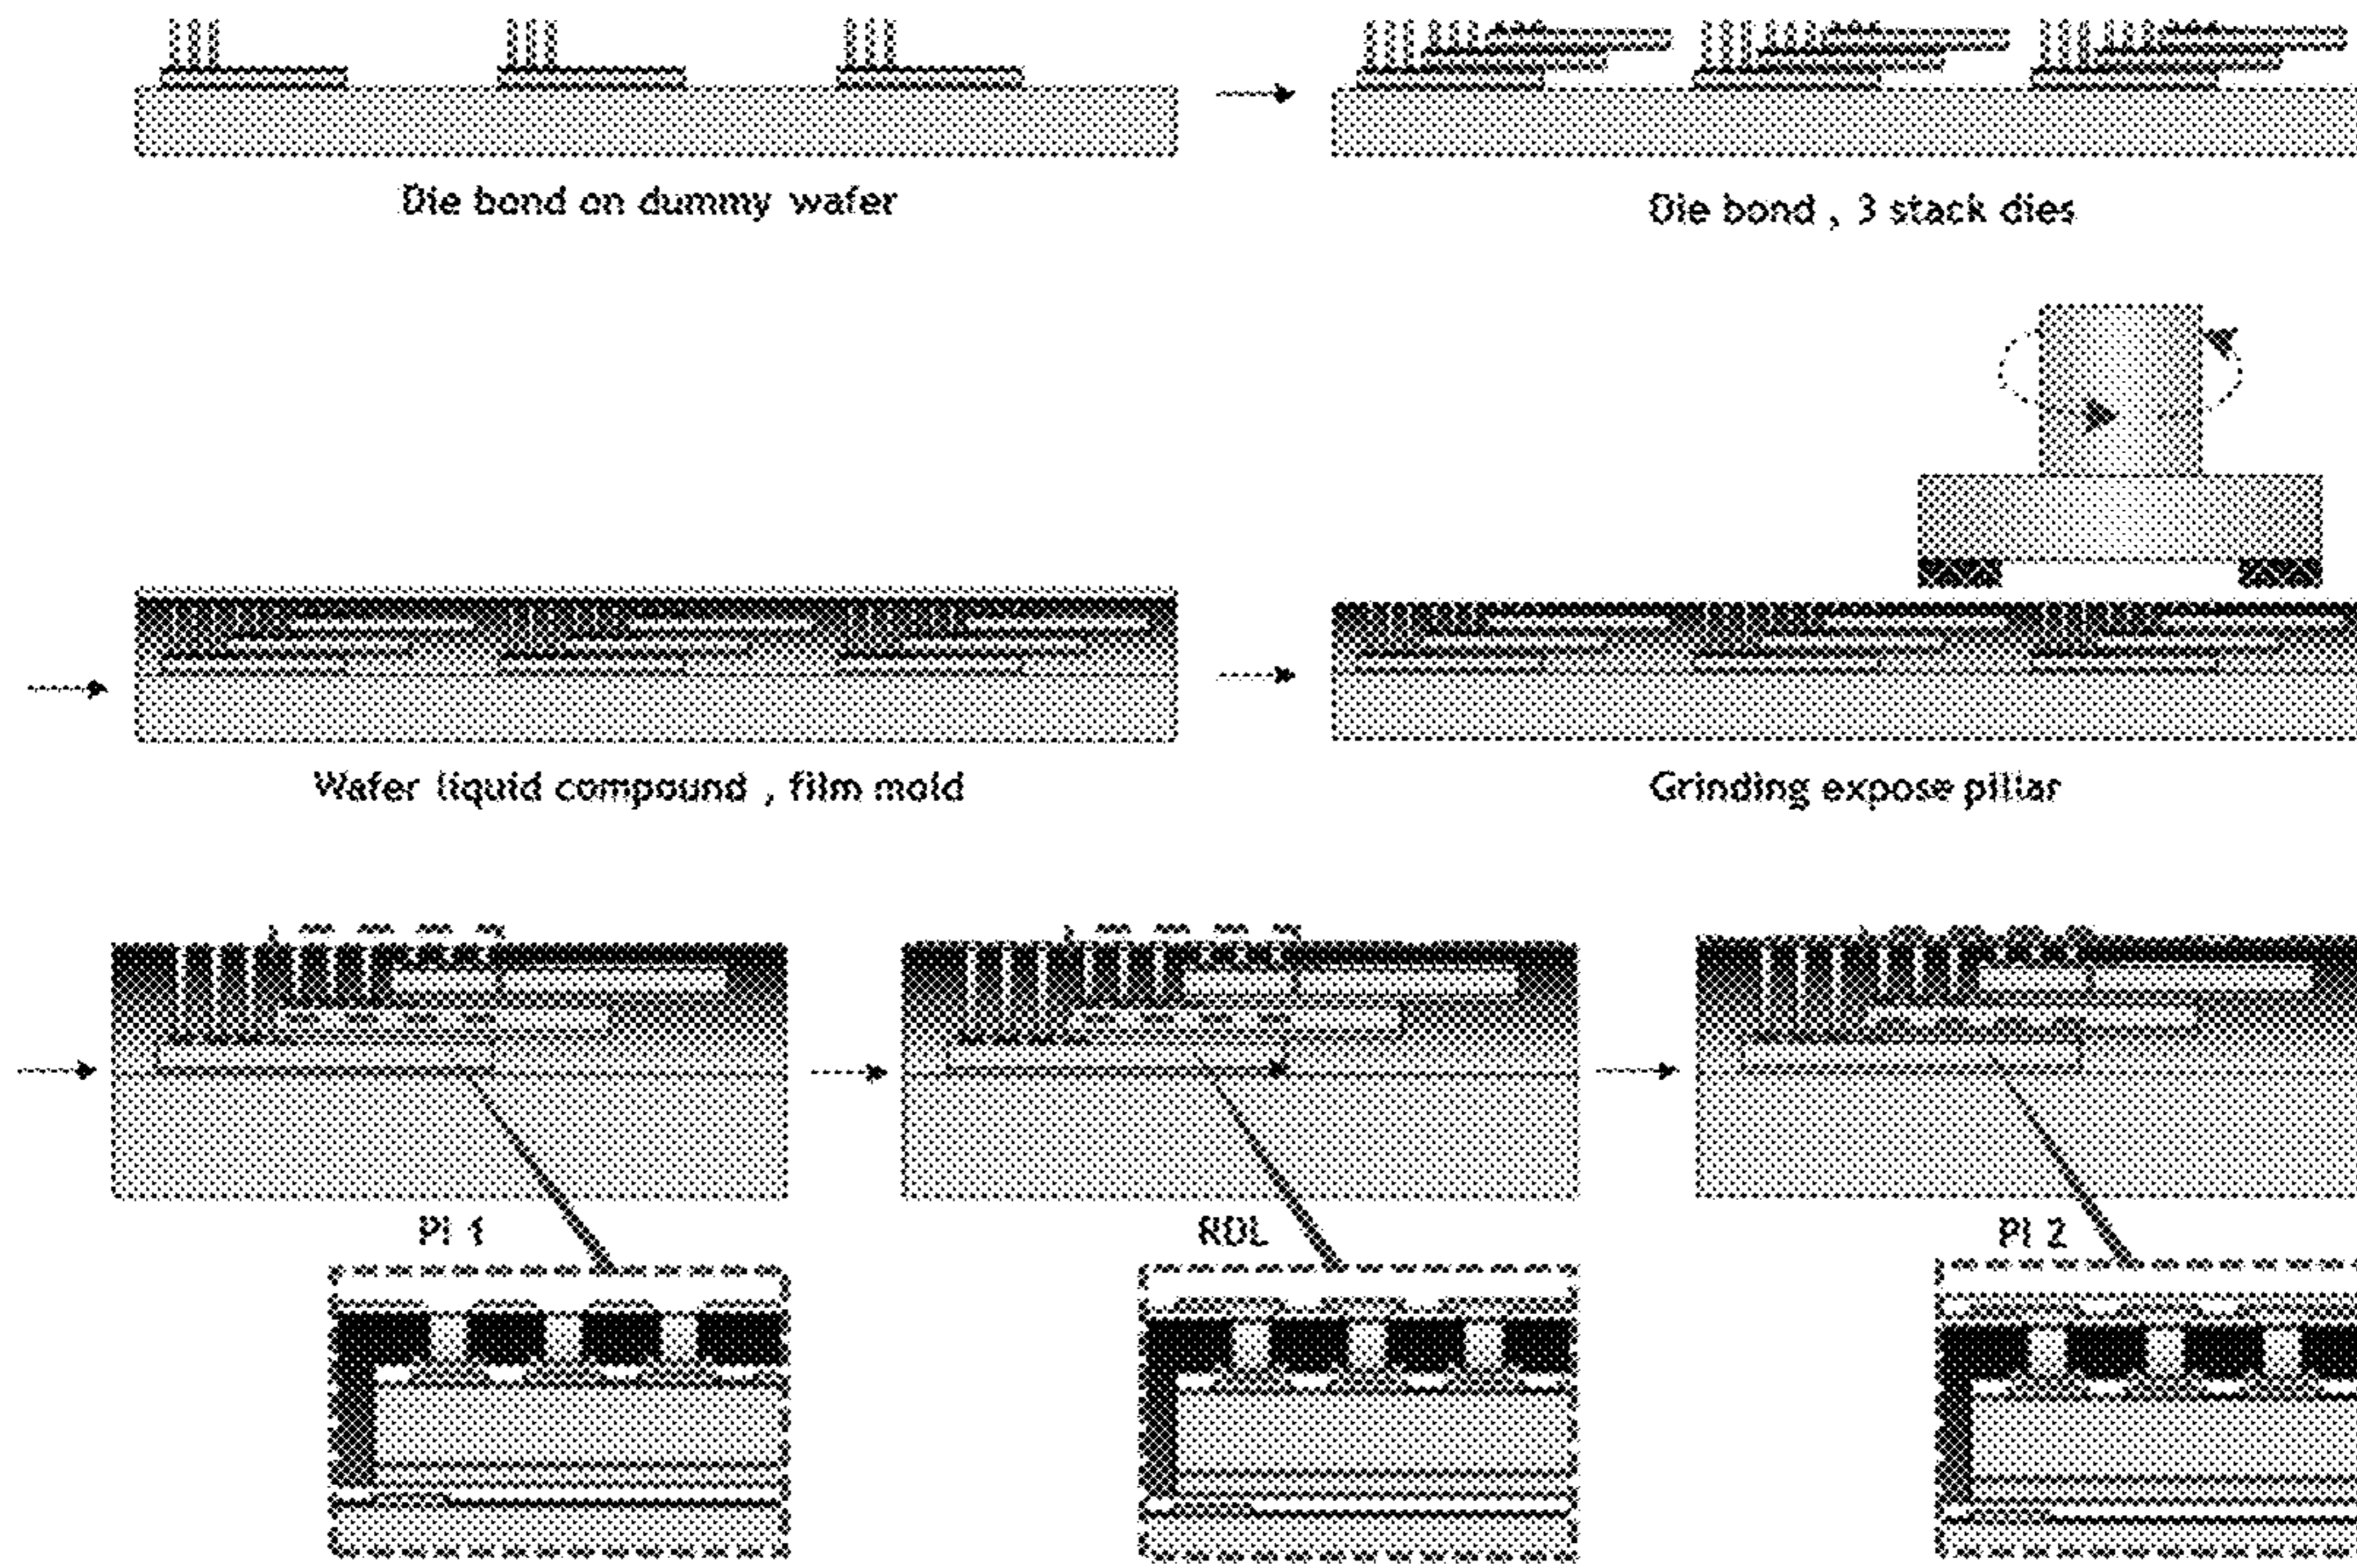 Die bond on dummy wafer
Die bond , 3 stack dies
Wafer liquid compound , film mold
Grinding expose pillar
PI 1
RDL
PI 2